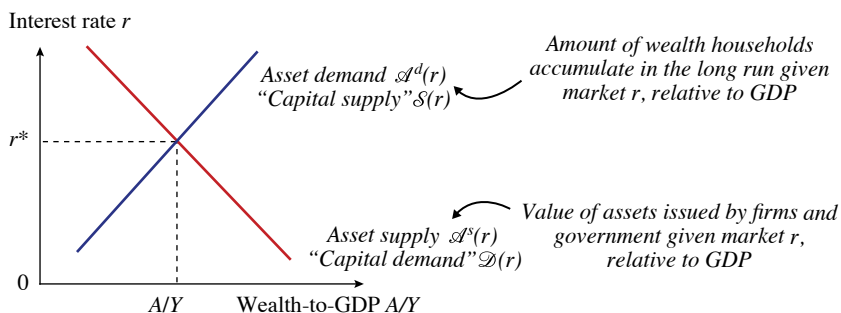 Interest rate r
Asset demand 𝒜ᵈ(r)
“Capital supply”𝒮(r)
Amount of wealth households
accumulate in the long run given
market r, relative to GDP
r*
Asset supply 𝒜ˢ(r)
“Capital demand”𝒟(r)
Value of assets issued by firms and
government given market r,
relative to GDP
0
A/Y
Wealth-to-GDP A/Y